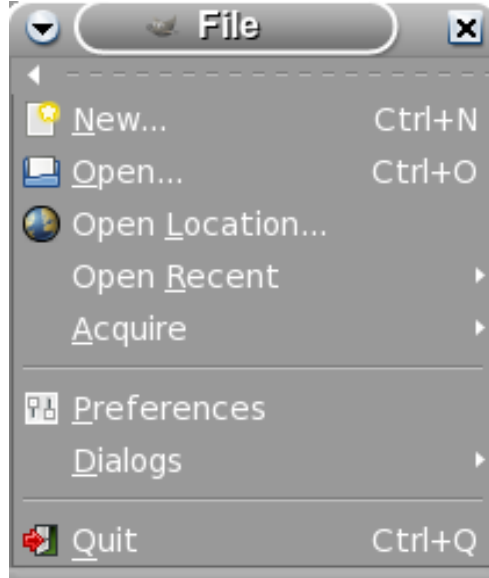 File
New... Ctrl+N
Open... Ctrl+O
Open Location...
Open Recent
Acquire
Preferences
Dialogs
Quit Ctrl+Q